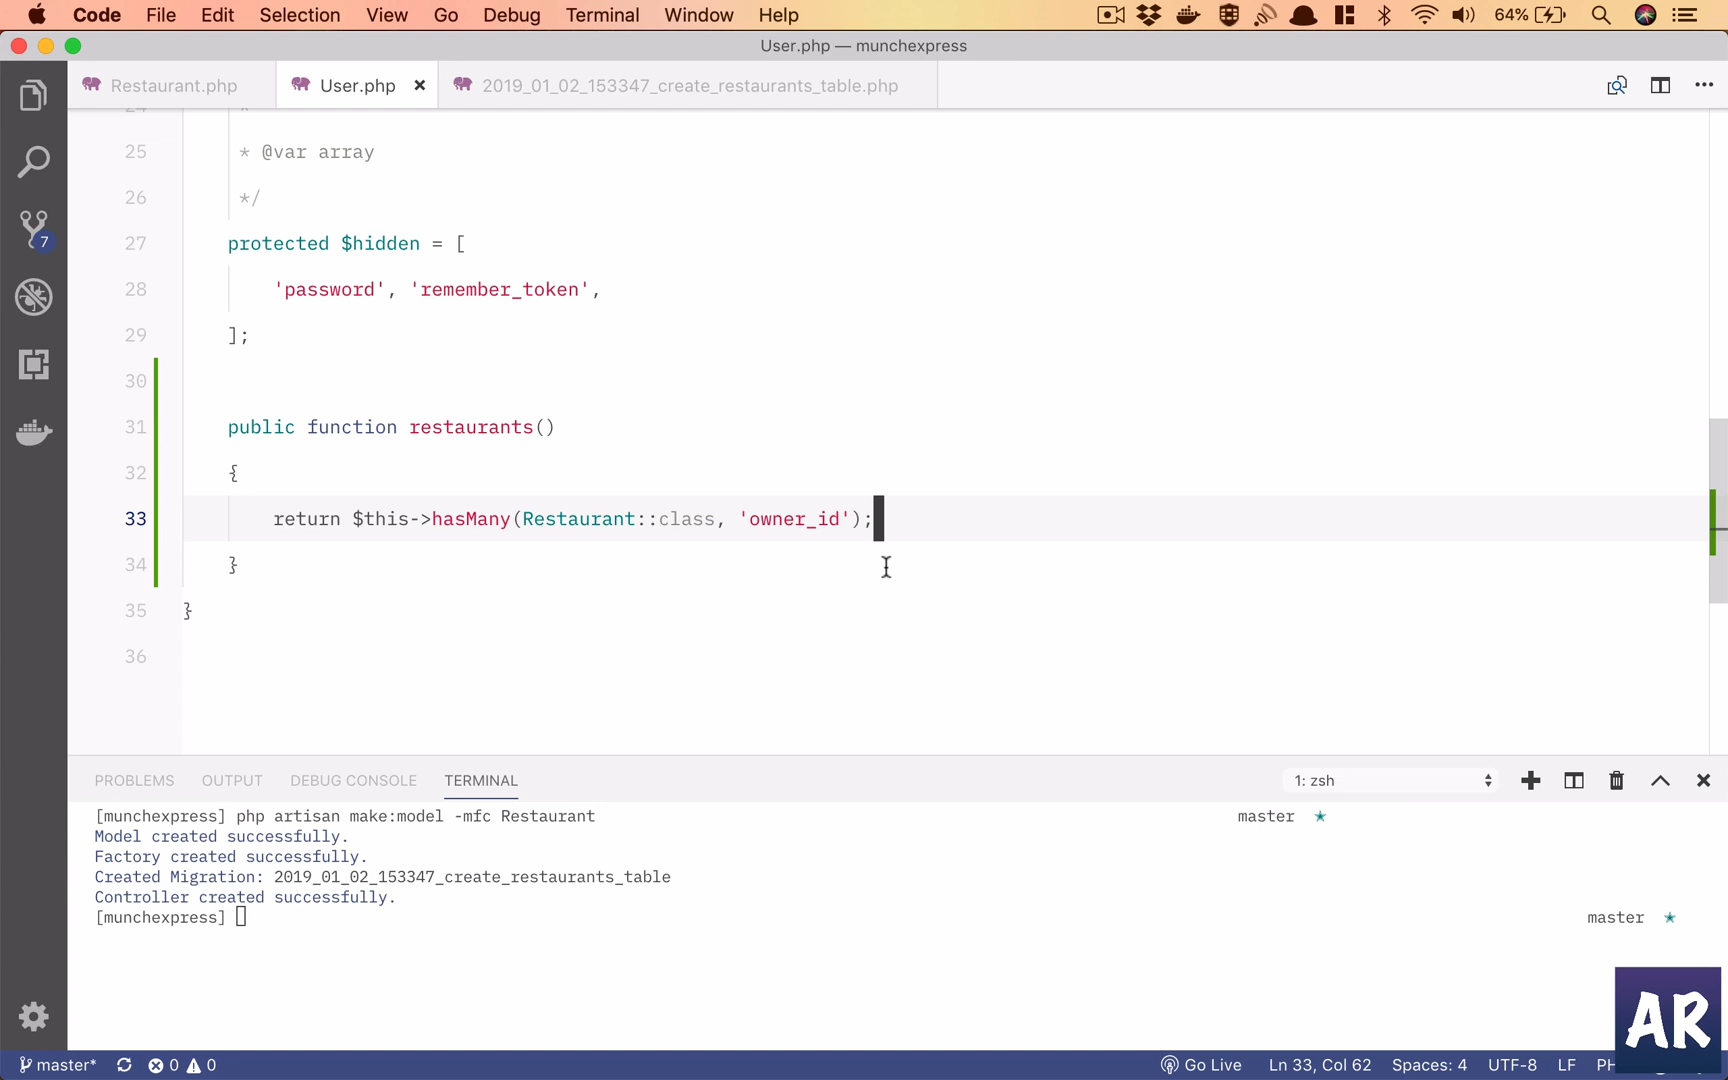 Code File Edit Selection View Go Debug Terminal Window Help 64%
User.php — munchexpress
Restaurant.php User.php 2019_01_02_153347_create_restaurants_table.php
24 *
25 * @var array
26 */
27 protected $hidden = [
28 'password', 'remember_token',
29 ];
30
31 public function restaurants()
32 {
33 return $this->hasMany(Restaurant::class, 'owner_id');
34 }
35 }
36
7
PROBLEMS OUTPUT DEBUG CONSOLE TERMINAL 1: zsh
[munchexpress] php artisan make:model -mfc Restaurant master
Model created successfully.
Factory created successfully.
Created Migration: 2019_01_02_153347_create_restaurants_table
Controller created successfully.
[munchexpress] master
AR
master* 0 0 Go Live Ln 33, Col 62 Spaces: 4 UTF-8 LF